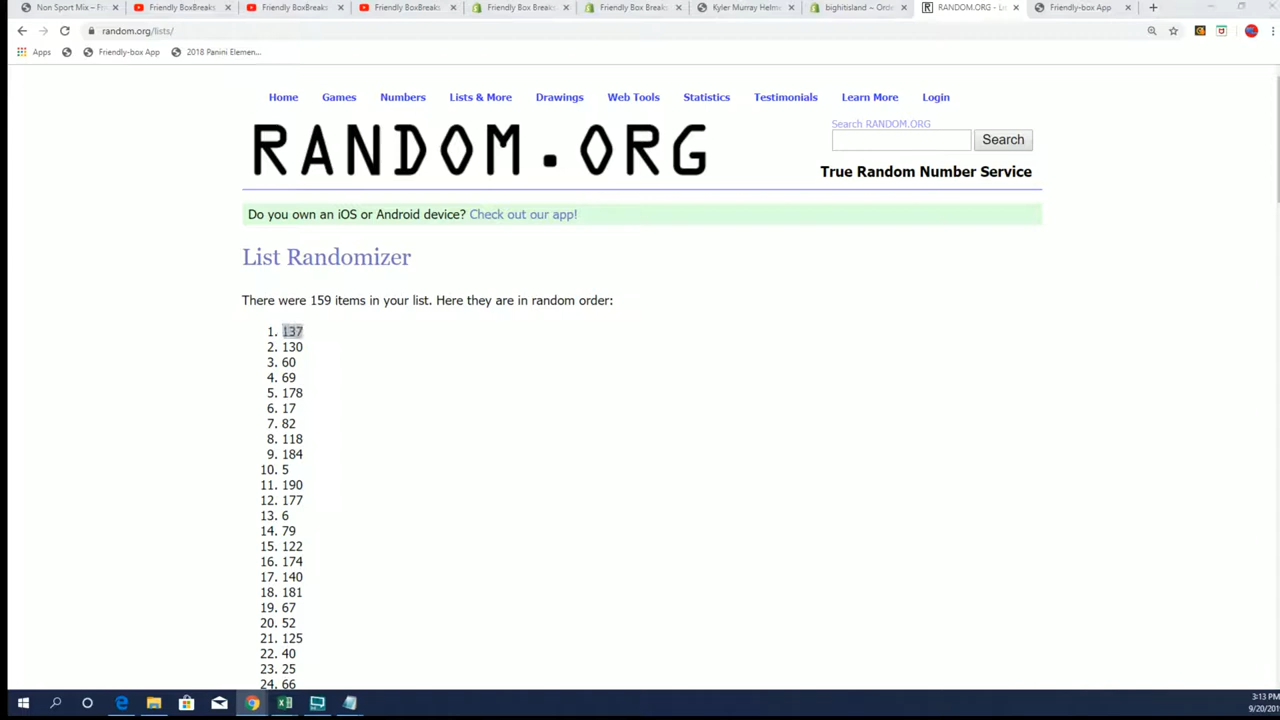 Non Sport Mix – Fr
Friendly BoxBreaks
Friendly BoxBreaks
Friendly BoxBreaks
Friendly Box Breaks
Friendly Box Breaks
Kyler Murray Helme
bighitisland ~ Orde
RANDOM.ORG - Li
Friendly-box App
random.org/lists/
Apps
Friendly-box App
2018 Panini Elemen...
Home
Games
Numbers
Lists & More
Drawings
Web Tools
Statistics
Testimonials
Learn More
Login
RANDOM.ORG
Search RANDOM.ORG
Search
True Random Number Service
Do you own an iOS or Android device? Check out our app!
List Randomizer
There were 159 items in your list. Here they are in random order:
1. 137
2. 130
3. 60
4. 69
5. 178
6. 17
7. 82
8. 118
9. 184
10. 5
11. 190
12. 177
13. 6
14. 79
15. 122
16. 174
17. 140
18. 181
19. 67
20. 52
21. 125
22. 40
23. 25
24. 66
3:13 PM
9/20/201